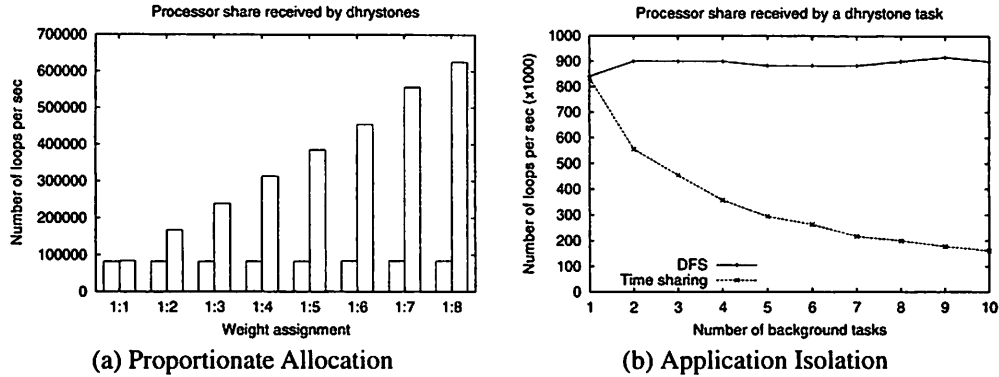 Processor share received by dhrystones
Number of loops per sec
700000
600000
500000
400000
300000
200000
100000
0
1:1 1:2 1:3 1:4 1:5 1:6 1:7 1:8
Weight assignment
(a) Proportionate Allocation
Processor share received by a dhrystone task
Number of loops per sec (x1000)
1000
900
800
700
600
500
400
300
200
100
0
DFS
Time sharing
1 2 3 4 5 6 7 8 9 10
Number of background tasks
(b) Application Isolation